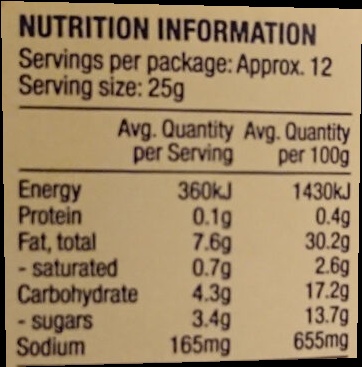 NUTRITION INFORMATION
Servings per package: Approx. 12
Serving size: 25g
Avg. Quantity Avg. Quantity
per Serving per 100g
Energy 360kJ 1430kJ
Protein 0.1g 0.4g
Fat, total 7.6g 30.2g
- saturated 0.7g 2.6g
Carbohydrate 4.3g 17.2g
- sugars 3.4g 13.7g
Sodium 165mg 655mg